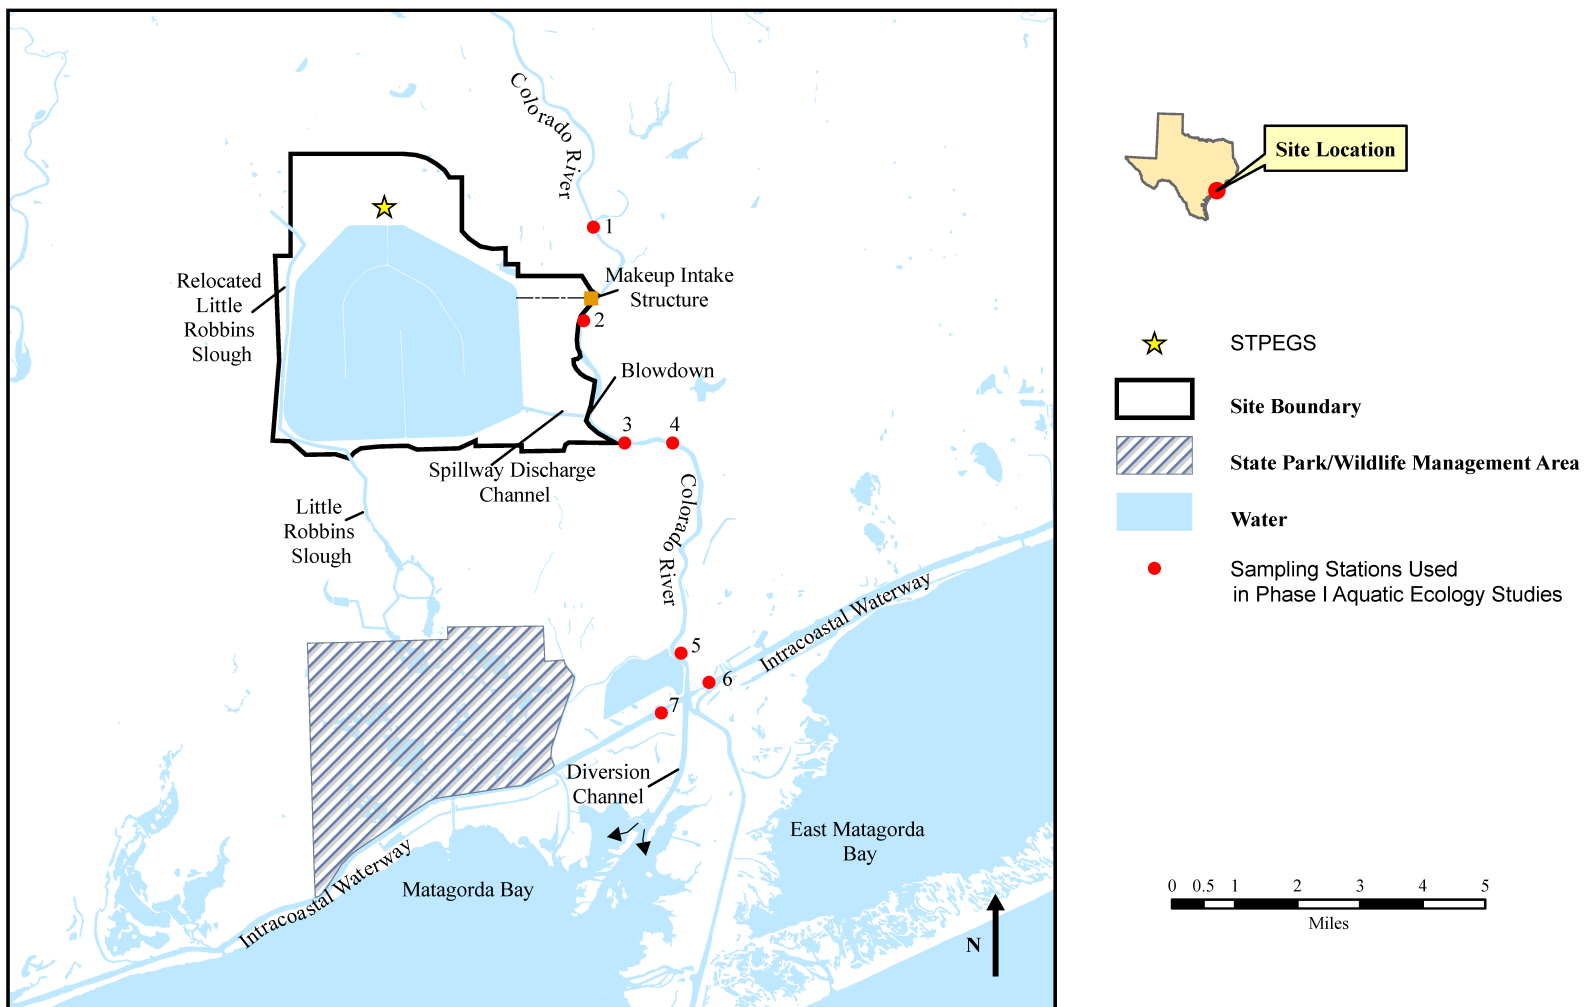 Colorado River
1
Makeup Intake
Structure
2
Relocated
Little
Robbins
Slough
Blowdown
3
4
Spillway Discharge
Channel
Little
Robbins
Slough
Colorado River
5
6
7
Intracoastal Waterway
Diversion
Channel
East Matagorda
Bay
Matagorda Bay
Intracoastal Waterway
N
Site Location
STPEGS
Site Boundary
State Park/Wildlife Management Area
Water
Sampling Stations Used
in Phase I Aquatic Ecology Studies
0 0.5 1 2 3 4 5
Miles